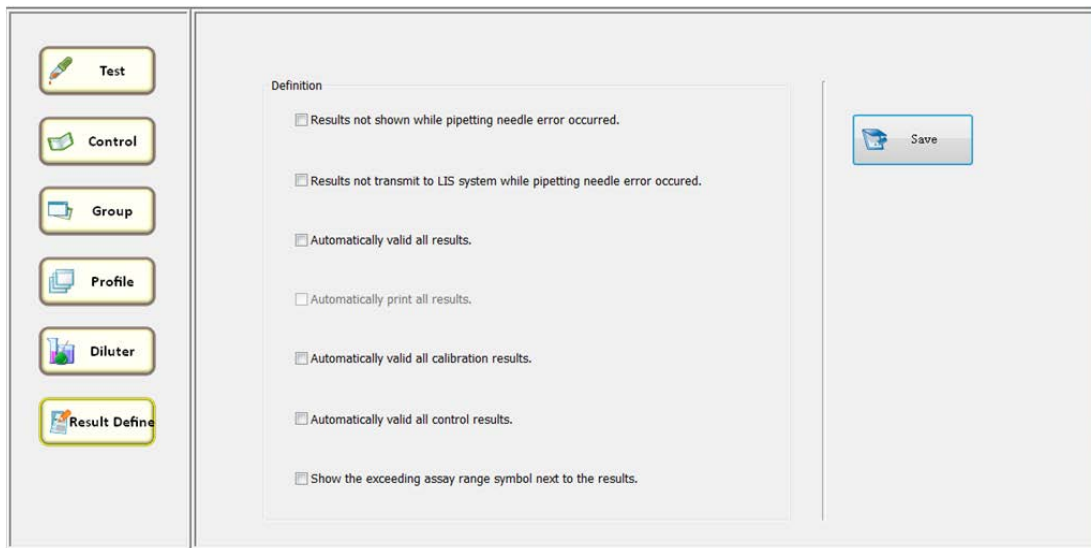 Test
Control
Group
Profile
Diluter
Result Define
Definition
Results not shown while pipetting needle error occurred.
Results not transmit to LIS system while pipetting needle error occured.
Automatically valid all results.
Automatically print all results.
Automatically valid all calibration results.
Automatically valid all control results.
Show the exceeding assay range symbol next to the results.
Save